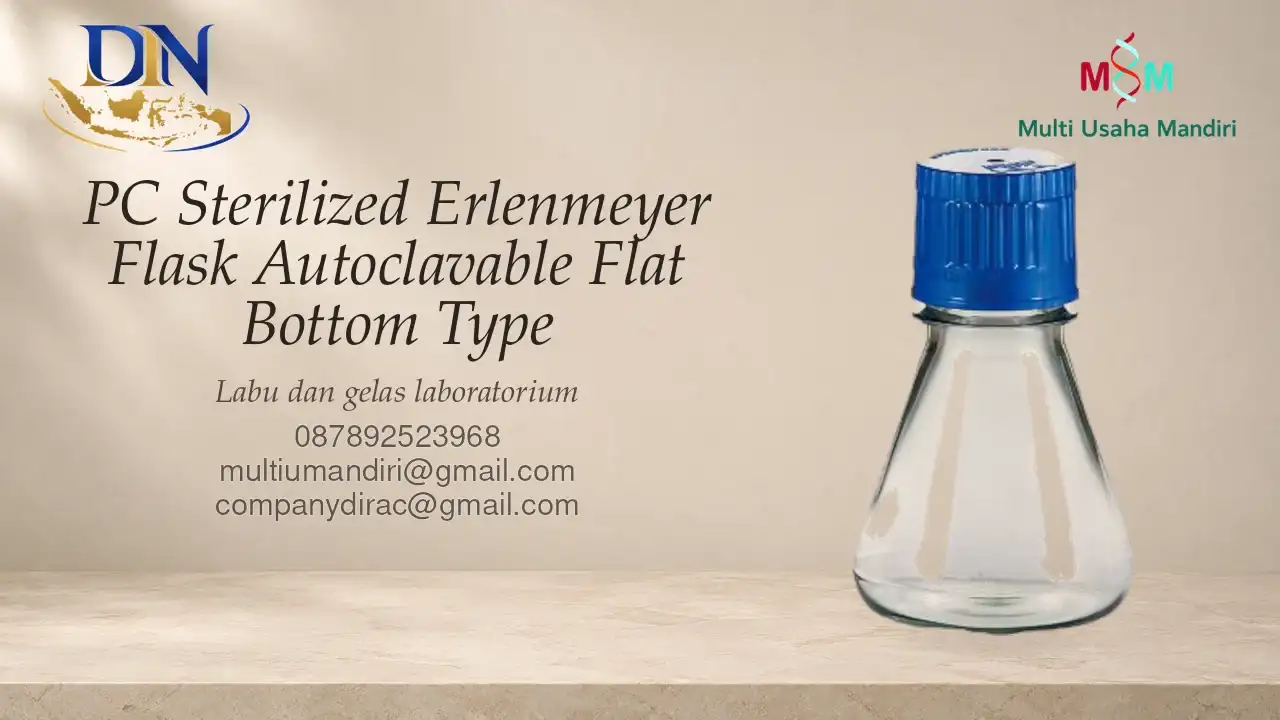 DIN
MSM
Multi Usaha Mandiri
PC Sterilized Erlenmeyer
Flask Autoclavable Flat
Bottom Type
Labu dan gelas laboratorium
087892523968
multiumandiri@gmail.com
companydirac@gmail.com